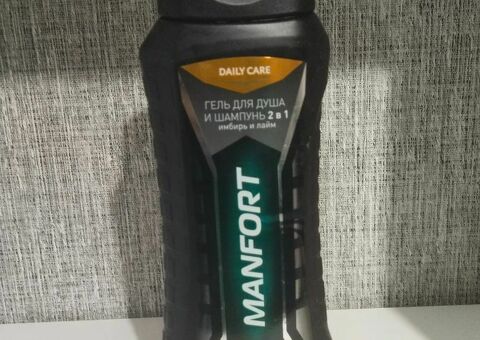 DAILY CARE
ГЕЛЬ ДЛЯ ДУША
И ШАМПУНЬ 2 в 1
имбирь и лайм
MANFORT